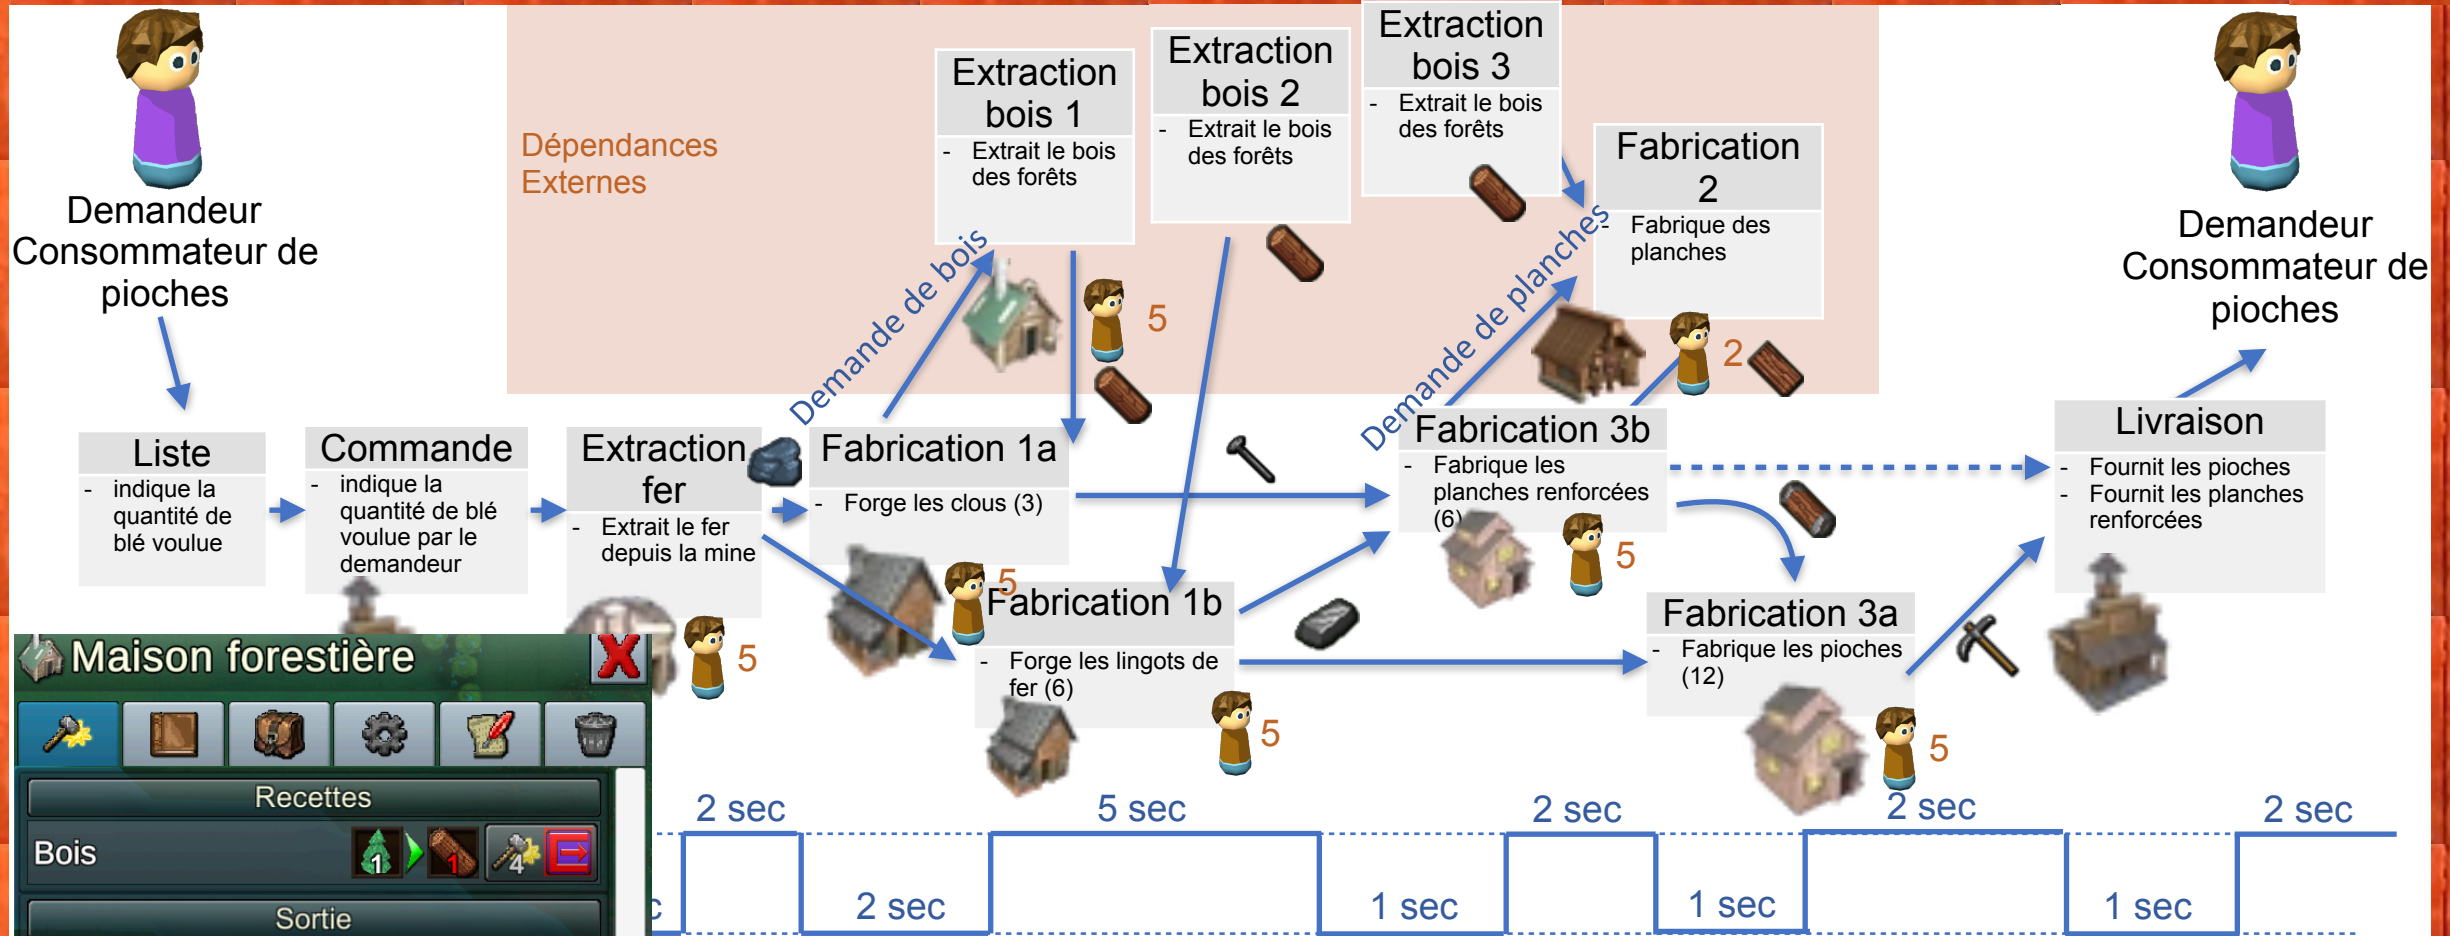 Demandeur
Consommateur de
pioches
Dépendances
Externes
Extraction
bois 1
- Extrait le bois
des forêts
Extraction
bois 2
- Extrait le bois
des forêts
Extraction
bois 3
- Extrait le bois
des forêts
Fabrication
2
- Fabrique des
planches
Demandeur
Consommateur de
pioches
Demande de bois
5
Demande de planches
2
Liste
- indique la
quantité de
blé voulue
Commande
- indique la
quantité de blé
voulue par le
demandeur
Extraction
fer
- Extrait le fer
depuis la mine
5
Fabrication 1a
- Forge les clous (3)
5
Fabrication 1b
- Forge les lingots de
fer (6)
5
Fabrication 3b
- Fabrique les
planches renforcées
(6)
5
Fabrication 3a
- Fabrique les pioches
(12)
5
Livraison
- Fournit les pioches
- Fournit les planches
renforcées
Maison forestière
Recettes
Bois
1
1
4
Sortie
2 sec
5 sec
2 sec
2 sec
2 sec
c
2 sec
1 sec
1 sec
1 sec